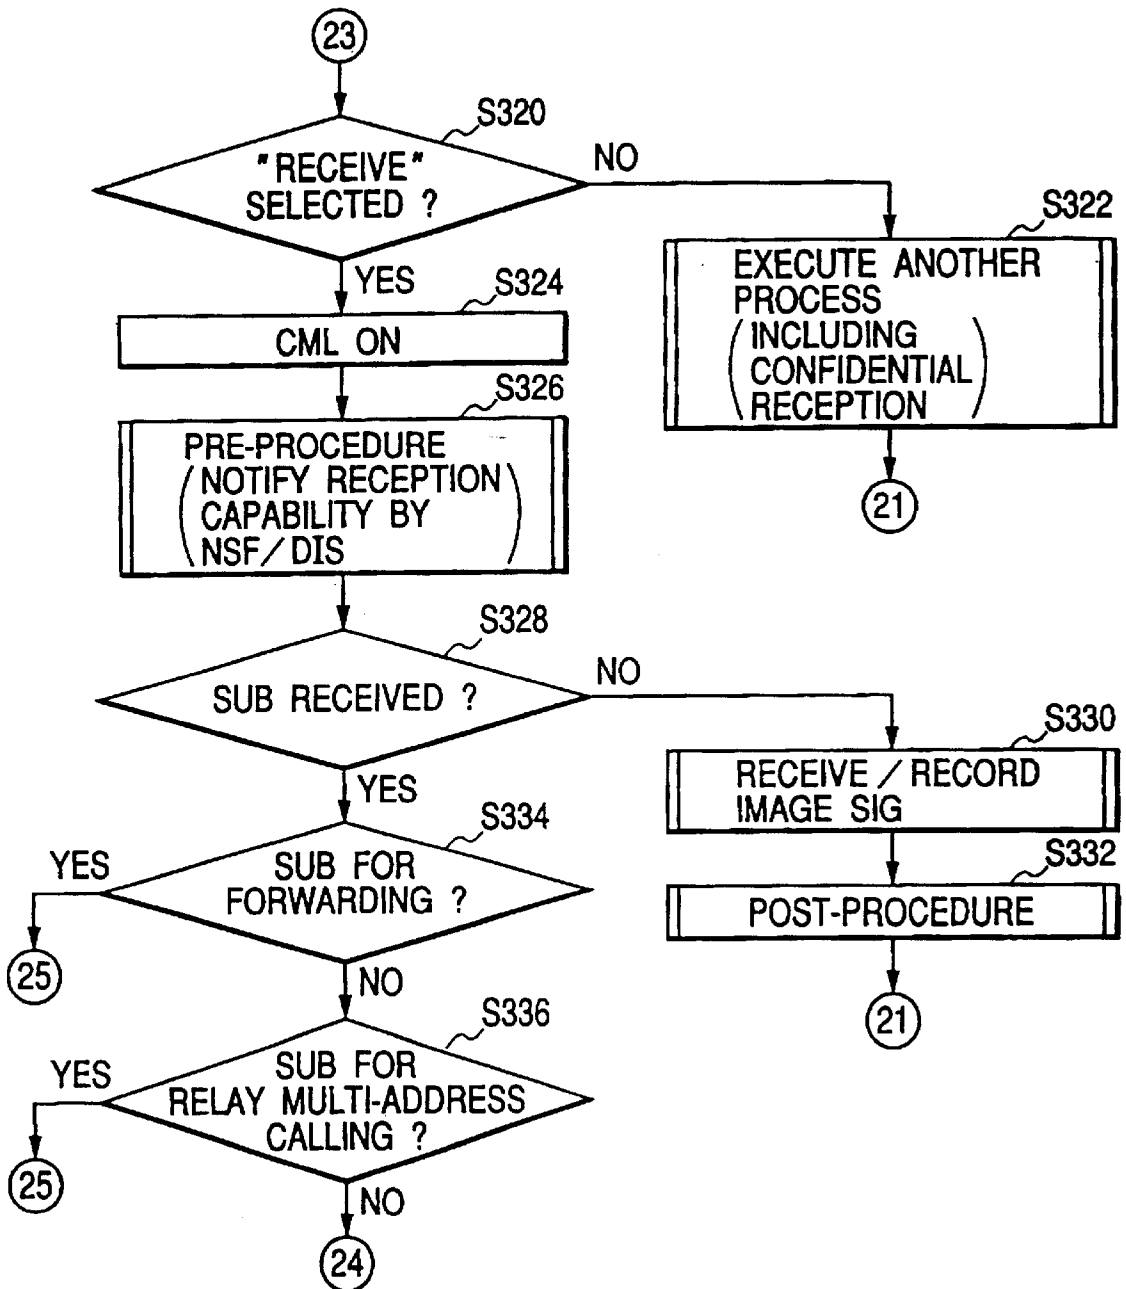 23
S320
"RECEIVE"
SELECTED ?
NO
YES
S322
EXECUTE ANOTHER
PROCESS
(INCLUDING
CONFIDENTIAL
RECEPTION)
21
S324
CML ON
S326
PRE-PROCEDURE
(NOTIFY RECEPTION
CAPABILITY BY
NSF/DIS)
S328
SUB RECEIVED ?
NO
YES
S330
RECEIVE/RECORD
IMAGE SIG
S332
POST-PROCEDURE
21
S334
SUB FOR
FORWARDING ?
YES
25
NO
S336
SUB FOR
RELAY MULTI-ADDRESS
CALLING ?
YES
25
NO
24